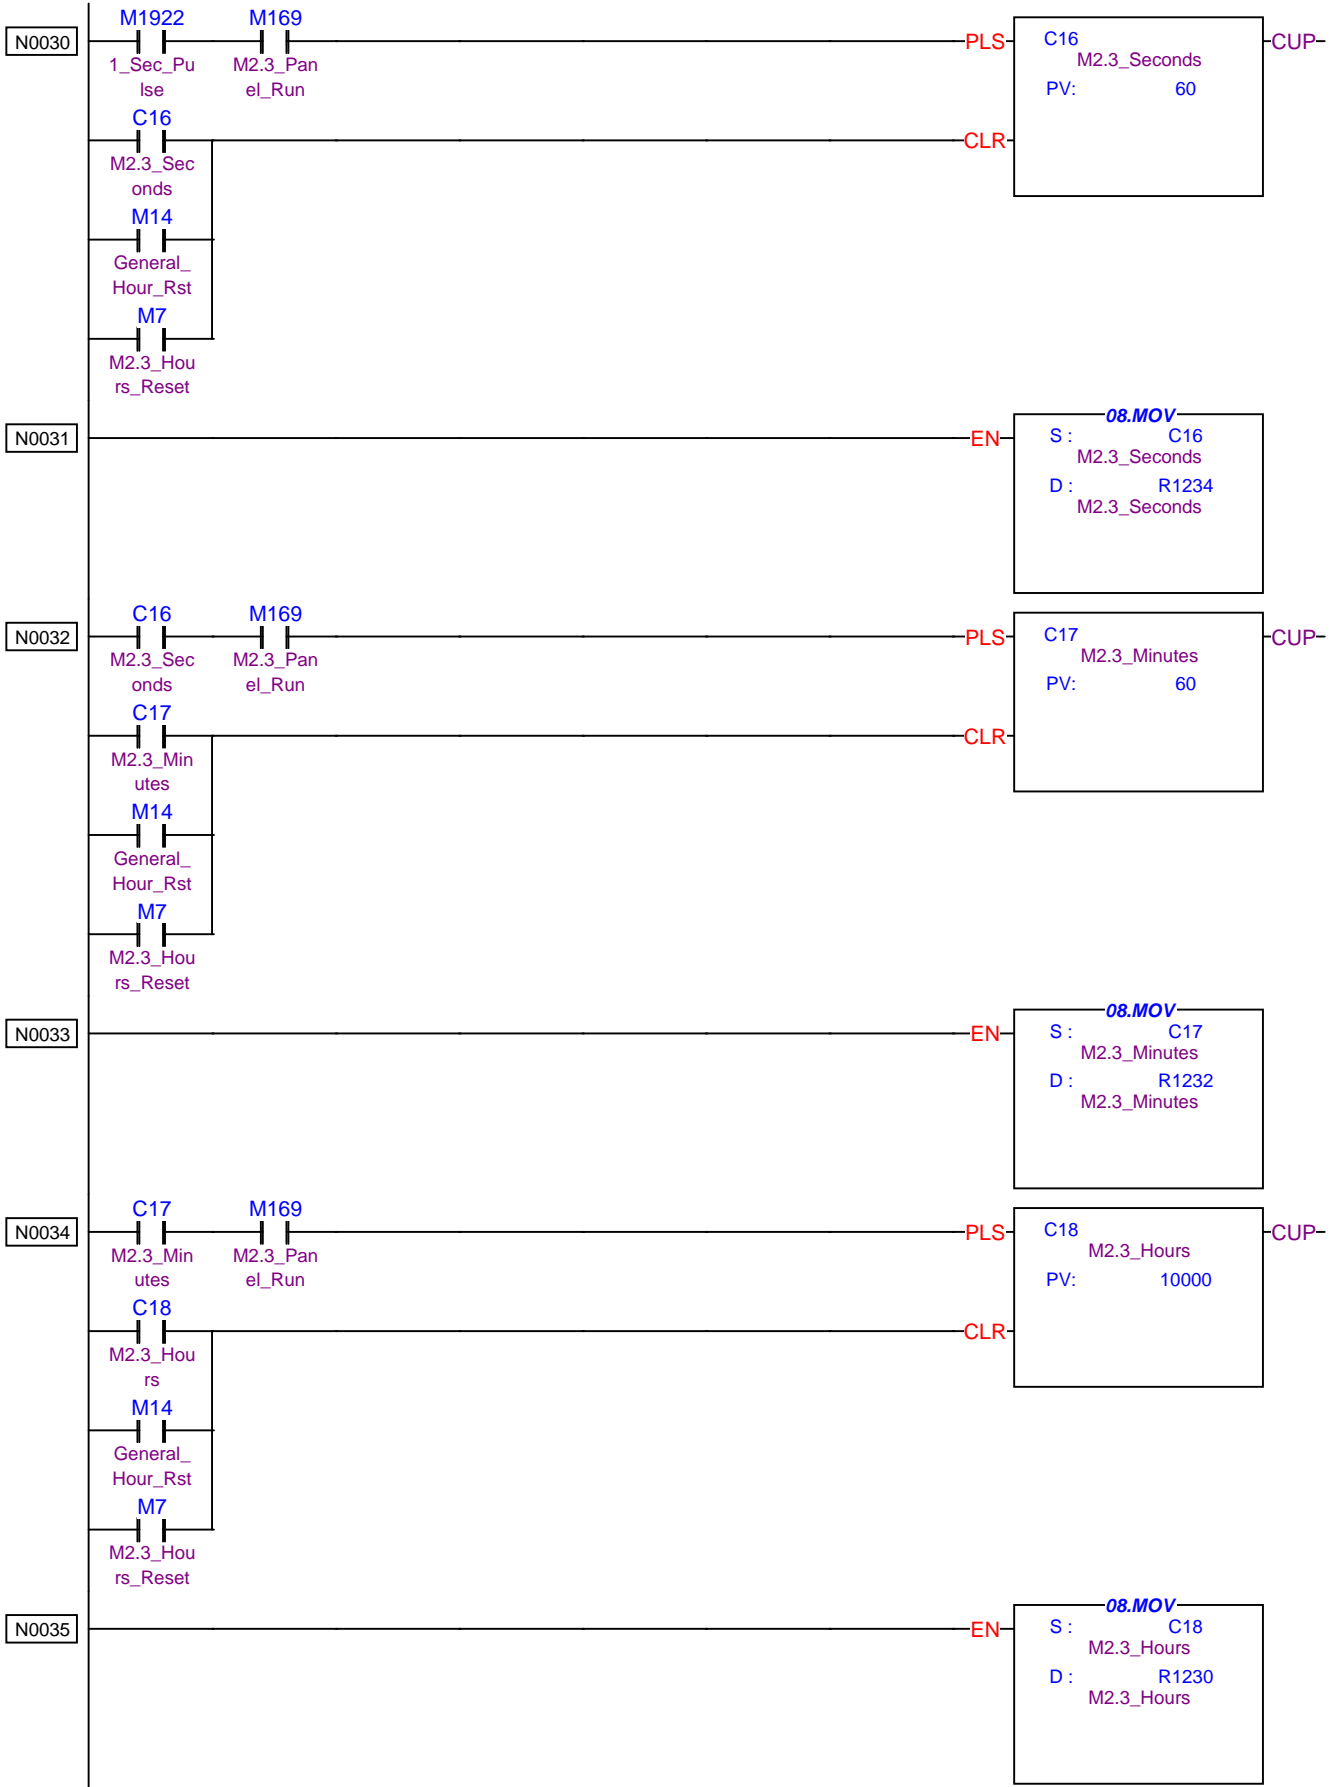 M1922 M169
N0030 PLS C16 CUP
1_Sec_Pu M2.3_Pan M2.3_Seconds
lse el_Run PV: 60
C16
CLR
M2.3_Sec
onds
M14
General_
Hour_Rst
M7
M2.3_Hou
rs_Reset
08.MOV
N0031 EN S : C16
M2.3_Seconds
D : R1234
M2.3_Seconds
C16 M169
N0032 PLS C17 CUP
M2.3_Sec M2.3_Pan M2.3_Minutes
onds el_Run PV: 60
C17
CLR
M2.3_Min
utes
M14
General_
Hour_Rst
M7
M2.3_Hou
rs_Reset
08.MOV
N0033 EN S : C17
M2.3_Minutes
D : R1232
M2.3_Minutes
C17 M169
N0034 PLS C18 CUP
M2.3_Min M2.3_Pan M2.3_Hours
utes el_Run PV: 10000
C18
CLR
M2.3_Hou
rs
M14
General_
Hour_Rst
M7
M2.3_Hou
rs_Reset
08.MOV
N0035 EN S : C18
M2.3_Hours
D : R1230
M2.3_Hours